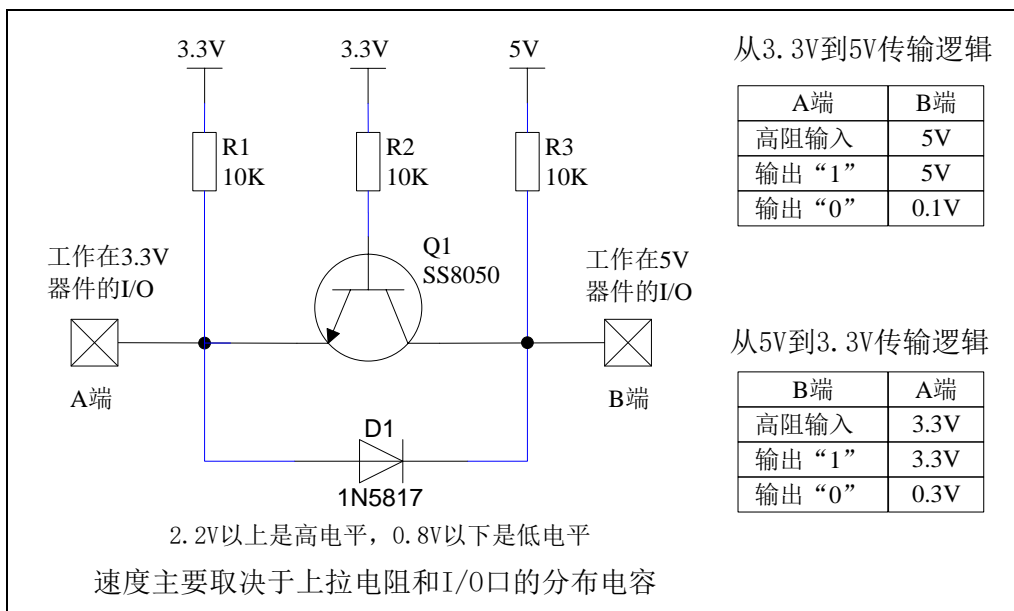 3.3V
3.3V
5V
R1
10K
R2
10K
R3
10K
Q1
SS8050
工作在3.3V
器件的I/O
工作在5V
器件的I/O
A端
B端
D1
1N5817
2.2V以上是高电平，0.8V以下是低电平
速度主要取决于上拉电阻和I/O口的分布电容
从3.3V到5V传输逻辑
A端 B端
高阻输入 5V
输出“1” 5V
输出“0” 0.1V
从5V到3.3V传输逻辑
B端 A端
高阻输入 3.3V
输出“1” 3.3V
输出“0” 0.3V